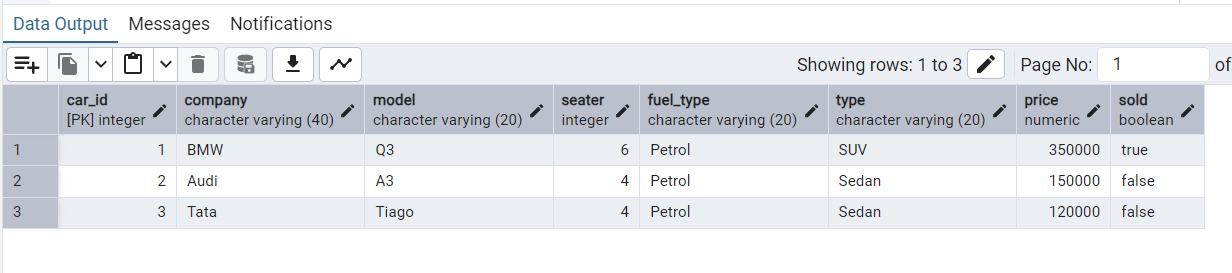 Data Output Messages Notifications
Showing rows: 1 to 3 Page No: 1 of
car_id company model seater fuel_type type price sold
[PK] integer character varying (40) character varying (20) integer character varying (20) character varying (20) numeric boolean
1 1 BMW Q3 6 Petrol SUV 350000 true
2 2 Audi A3 4 Petrol Sedan 150000 false
3 3 Tata Tiago 4 Petrol Sedan 120000 false